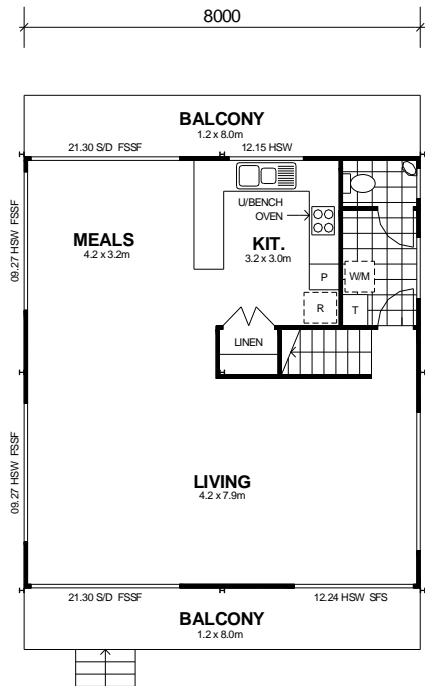 8000
BALCONY
1.2 x 8.0m
21.30 S/D FSSF
12.15 HSW
U/BENCH
OVEN
MEALS
4.2 x 3.2m
KIT.
3.2 x 3.0m
09.27 HSW FSSF
P
W/M
R
T
LINEN
LIVING
4.2 x 7.9m
09.27 HSW FSSF
21.30 S/D FSSF
12.24 HSW SFS
BALCONY
1.2 x 8.0m